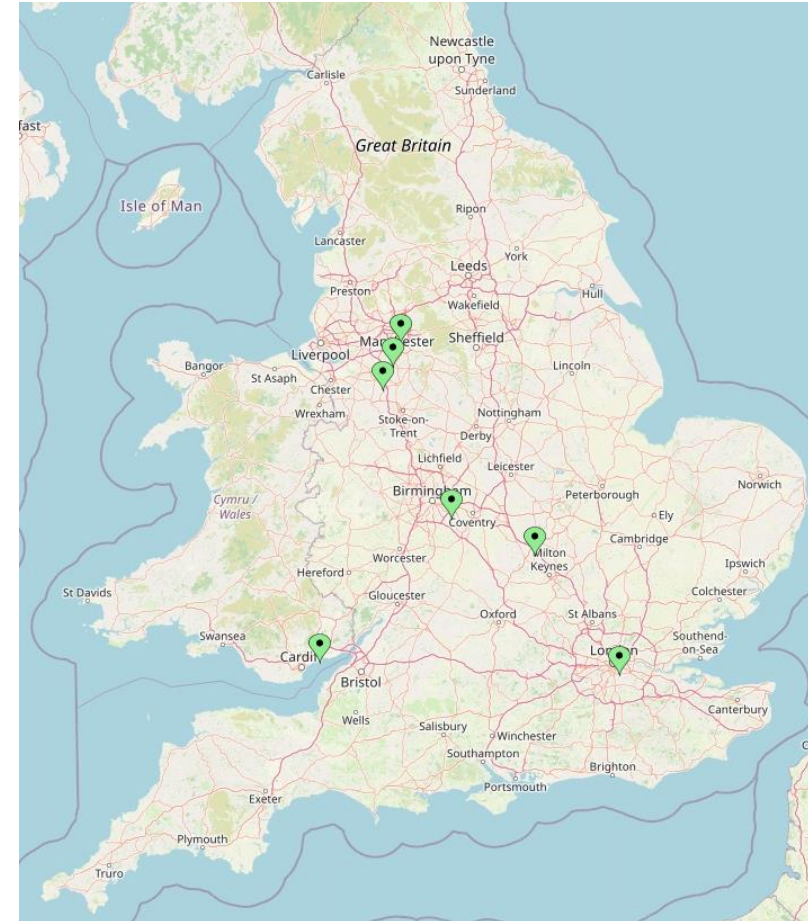 Newcastle
upon Tyne
Carlisle
Sunderland
fast
Great Britain
Isle of Man
Ripon
Lancaster
York
Leeds
Preston
Hull
Wakefield
Manchester
Sheffield
Liverpool
Bangor
St Asaph
Chester
Lincoln
Wrexham
Stoke-on-
Trent
Nottingham
Derby
Lichfield
Leicester
Birmingham
Peterborough
Norwich
Cymru /
Wales
Coventry
Ely
Cambridge
Milton
Keynes
Worcester
Ipswich
Hereford
St Davids
Gloucester
Colchester
Oxford
St Albans
Swansea
Southend-
on-Sea
London
Cardiff
Bristol
Canterbury
Wells
Salisbury
Winchester
Southampton
Brighton
Portsmouth
Exeter
Plymouth
Truro